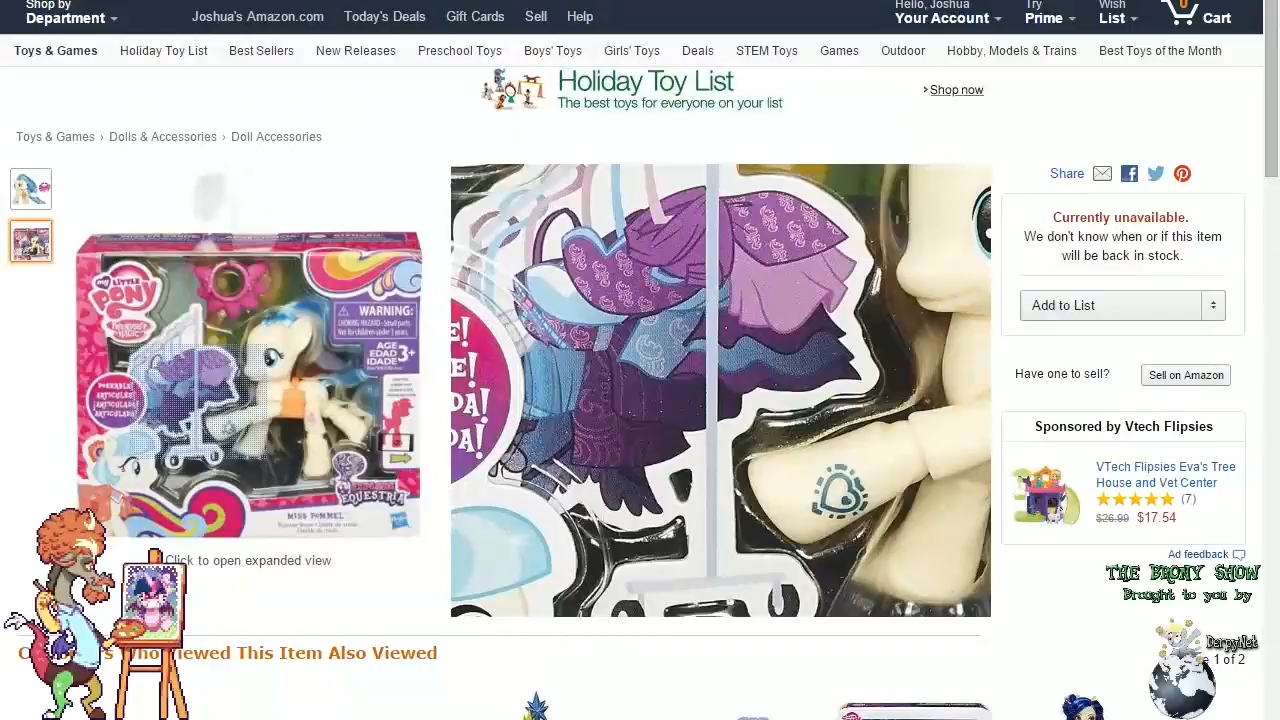 Shop by
Department
Joshua's Amazon.com
Today's Deals
Gift Cards
Sell
Help
Hello, Joshua
Your Account
Try
Prime
Wish
List
0
Cart
Toys & Games
Holiday Toy List
Best Sellers
New Releases
Preschool Toys
Boys' Toys
Girls' Toys
Deals
STEM Toys
Games
Outdoor
Hobby, Models & Trains
Best Toys of the Month
Holiday Toy List
The best toys for everyone on your list
Shop now
Toys & Games › Dolls & Accessories › Doll Accessories
MY LITTLE
PONY
WARNING:
AGE
EDAD
IDADE
3+
EQUESTRIA
MISS POMMEL
Hasbro
Click to open expanded view
E!
E!
DA!
DA!
Share
Currently unavailable.
We don't know when or if this item
will be back in stock.
Add to List
Have one to sell?
Sell on Amazon
Sponsored by Vtech Flipsies
VTech Flipsies Eva's Tree
House and Vet Center
(7)
$26.99 $17.54
Ad feedback
THE BRONY SHOW
Brought to you by
DerpyNet
Who Viewed This Item Also Viewed
1 of 2